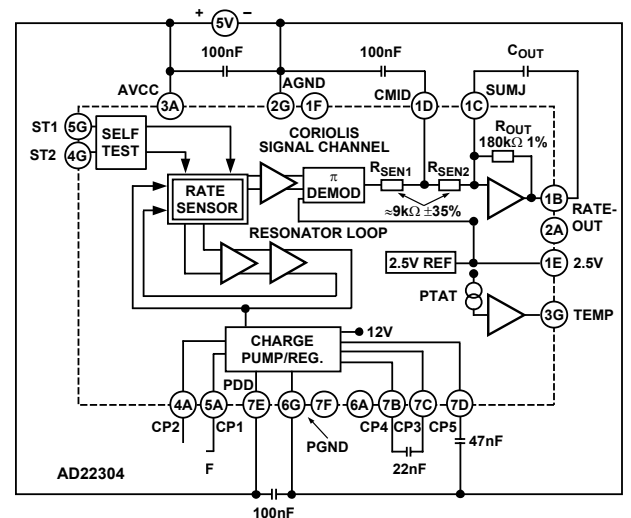 + 5V −
100nF
100nF
COUT
AVCC
AGND
CMID
SUMJ
3A
2G
1F
1D
1C
ST1
5G
ST2
4G
SELF
TEST
CORIOLIS
SIGNAL CHANNEL
ROUT
180kΩ 1%
RSEN1
RSEN2
π
DEMOD
RATE
SENSOR
≈9kΩ ±35%
1B
RATE-
OUT
2A
RESONATOR LOOP
2.5V REF
1E
2.5V
PTAT
3G
TEMP
12V
CHARGE
PUMP/REG.
PDD
4A
5A
7E
6G
7F
6A
7B
7C
7D
CP2
CP1
PGND
CP4
CP3
CP5
47nF
F
22nF
AD22304
100nF